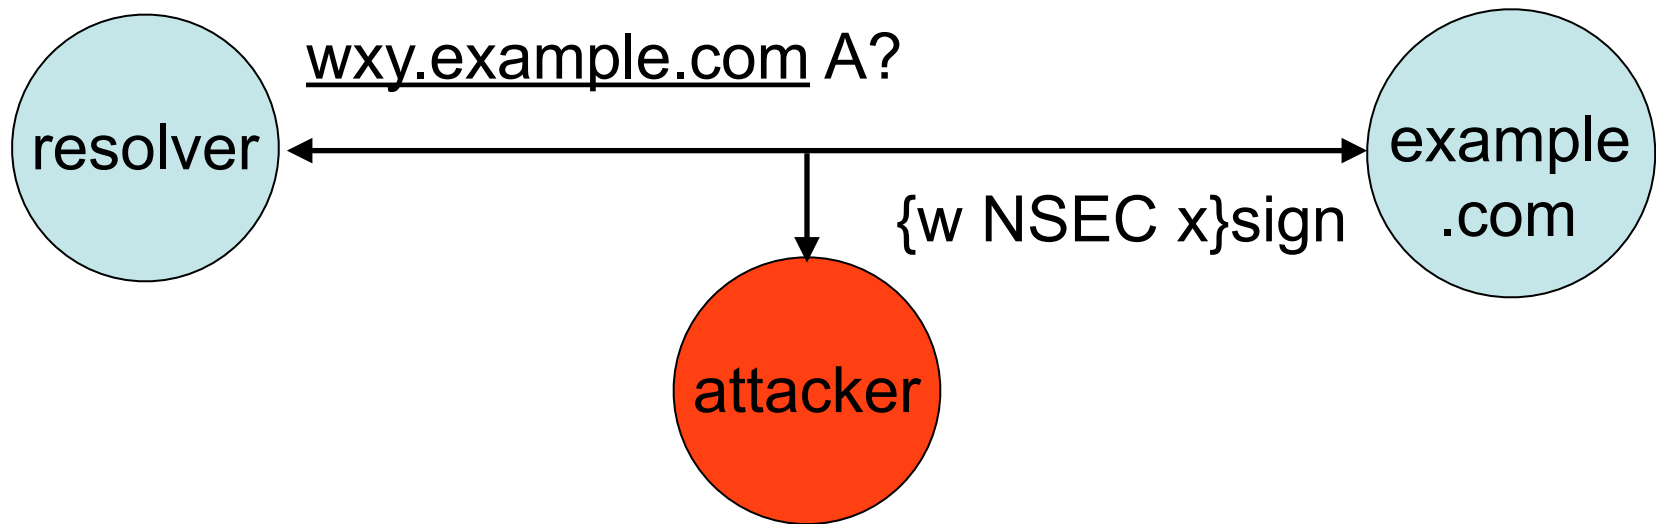 wxy.example.com A?
resolver
example
.com
{w NSEC x}sign
attacker